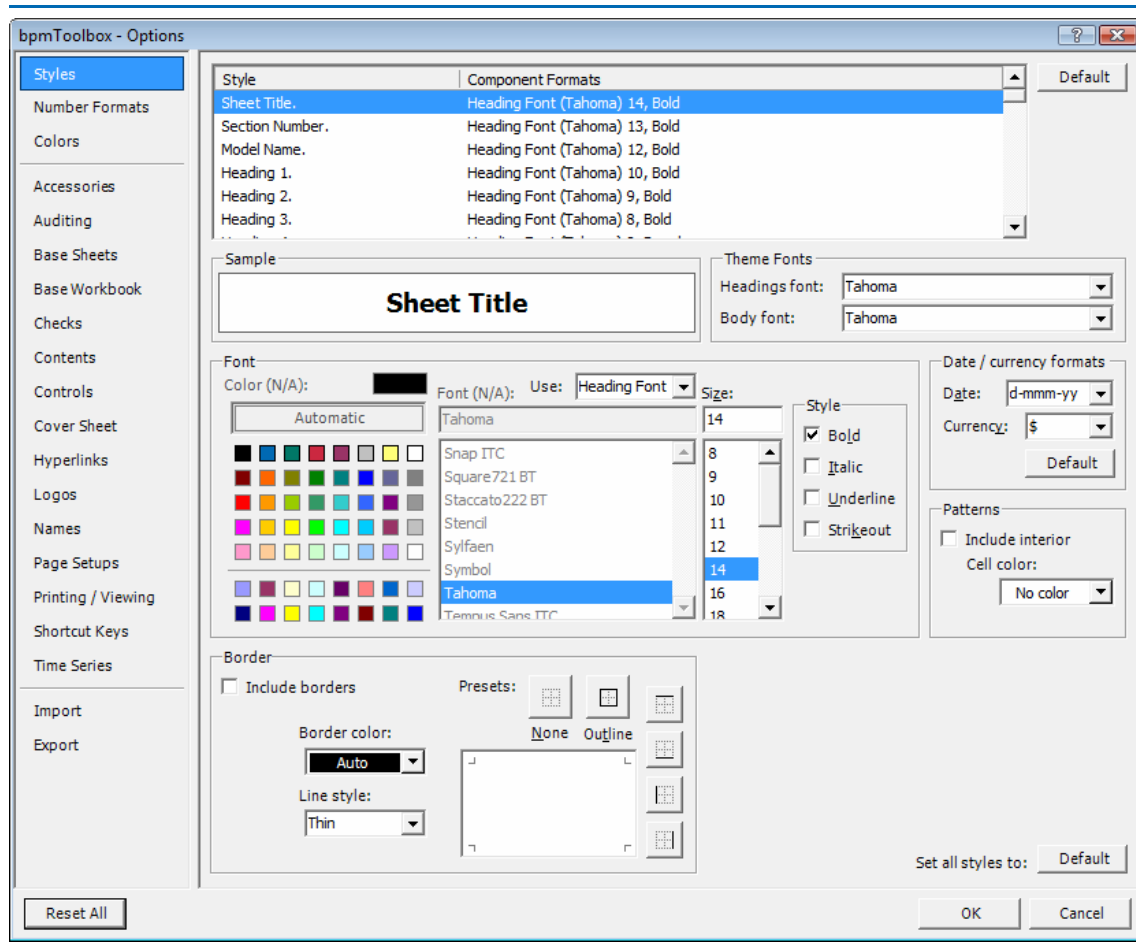 bpmToolbox - Options
Styles
Number Formats
Colors
Accessories
Auditing
Base Sheets
Base Workbook
Checks
Contents
Controls
Cover Sheet
Hyperlinks
Logos
Names
Page Setups
Printing / Viewing
Shortcut Keys
Time Series
Import
Export
Style Component Formats
Default
Sheet Title. Heading Font (Tahoma) 14, Bold
Section Number. Heading Font (Tahoma) 13, Bold
Model Name. Heading Font (Tahoma) 12, Bold
Heading 1. Heading Font (Tahoma) 10, Bold
Heading 2. Heading Font (Tahoma) 9, Bold
Heading 3. Heading Font (Tahoma) 8, Bold
Sample
Sheet Title
Theme Fonts
Headings font: Tahoma
Body font: Tahoma
Font
Color (N/A):
Automatic
Font (N/A): Use: Heading Font
Tahoma
Snap ITC
Square721 BT
Staccato222 BT
Stencil
Sylfaen
Symbol
Tahoma
Tempus Sans ITC
Size:
14
8
9
10
11
12
14
16
18
Style
Bold
Italic
Underline
Strikeout
Date / currency formats
Date: d-mmm-yy
Currency: $
Default
Patterns
Include interior
Cell color:
No color
Border
Include borders
Border color:
Auto
Line style:
Thin
Presets:
None Outline
Set all styles to: Default
Reset All
OK
Cancel